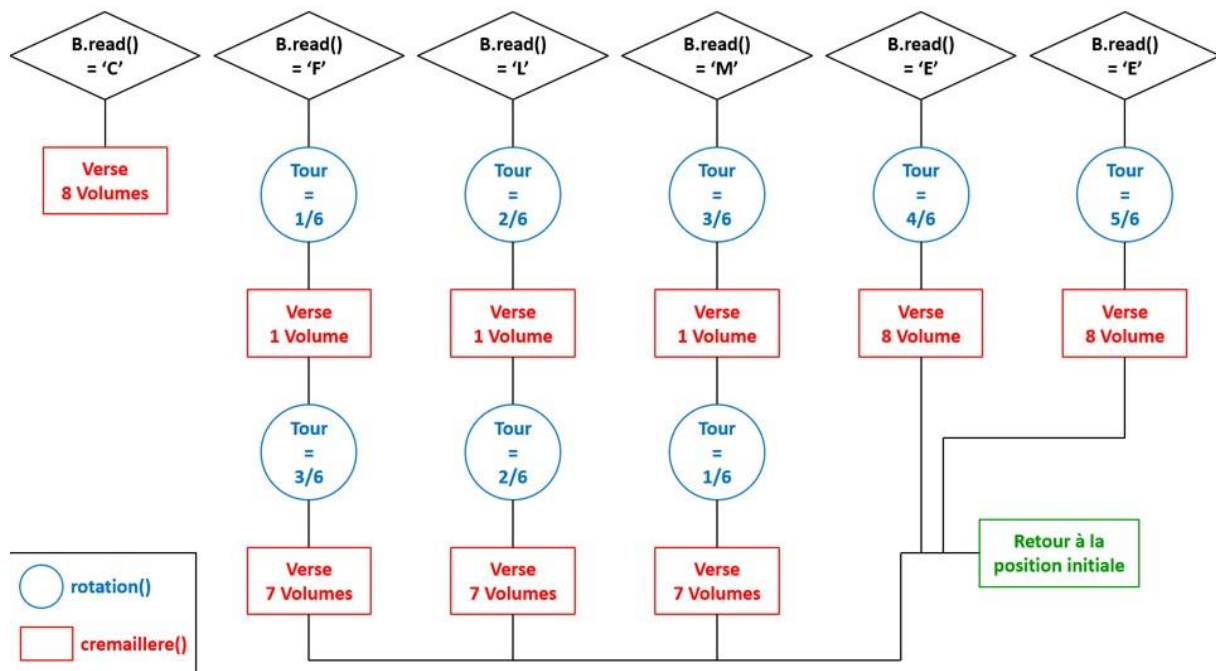 B.read()
= ‘C’
B.read()
= ‘F’
B.read()
= ‘L’
B.read()
= ‘M’
B.read()
= ‘E’
B.read()
= ‘E’
Verse
8 Volumes
Tour
=
1/6
Tour
=
2/6
Tour
=
3/6
Tour
=
4/6
Tour
=
5/6
Verse
1 Volume
Verse
1 Volume
Verse
1 Volume
Verse
8 Volume
Verse
8 Volume
Tour
=
3/6
Tour
=
2/6
Tour
=
1/6
Verse
7 Volumes
Verse
7 Volumes
Verse
7 Volumes
Retour à la
position initiale
rotation()
cremaillere()